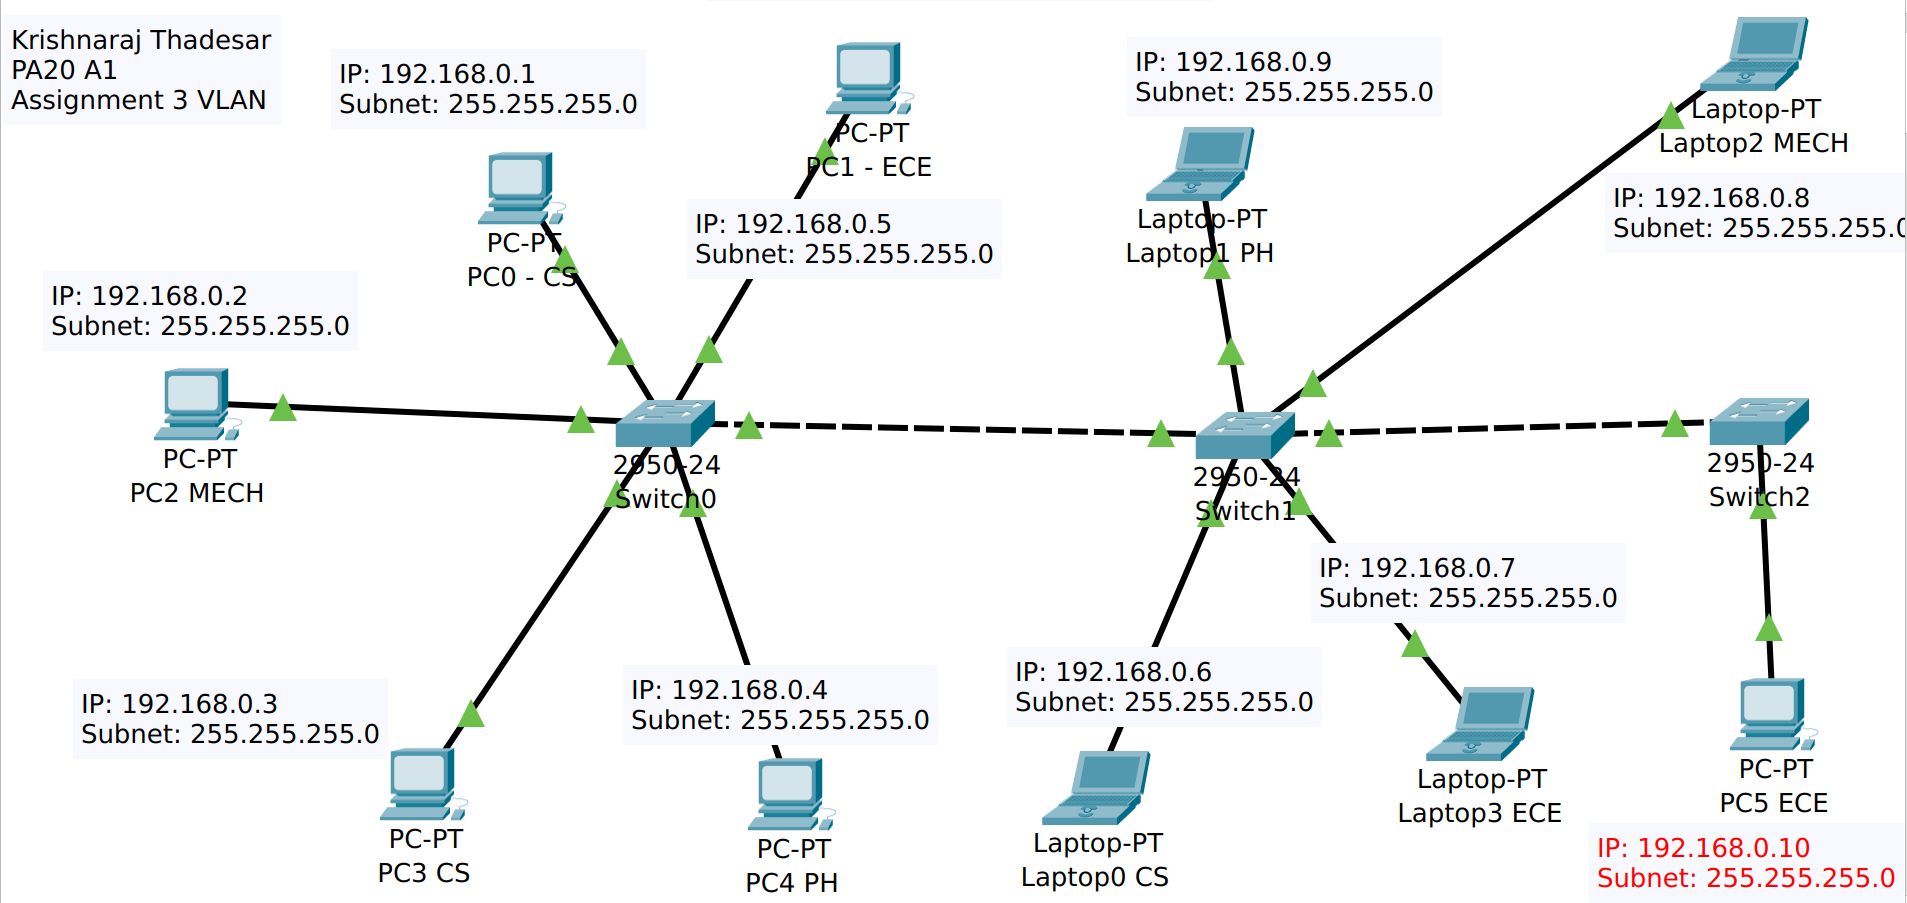 Krishnaraj Thadesar
PA20 A1
Assignment 3 VLAN
IP: 192.168.0.1
Subnet: 255.255.255.0
PC-PT
PC1 - ECE
IP: 192.168.0.9
Subnet: 255.255.255.0
Laptop-PT
Laptop2 MECH
PC-PT
PC0 - CS
IP: 192.168.0.5
Subnet: 255.255.255.0
Laptop-PT
Laptop1 PH
IP: 192.168.0.8
Subnet: 255.255.255.0
IP: 192.168.0.2
Subnet: 255.255.255.0
PC-PT
PC2 MECH
2950-24
Switch0
2950-24
Switch1
2950-24
Switch2
IP: 192.168.0.7
Subnet: 255.255.255.0
IP: 192.168.0.3
Subnet: 255.255.255.0
IP: 192.168.0.4
Subnet: 255.255.255.0
IP: 192.168.0.6
Subnet: 255.255.255.0
PC-PT
PC3 CS
PC-PT
PC4 PH
Laptop-PT
Laptop0 CS
Laptop-PT
Laptop3 ECE
PC-PT
PC5 ECE
IP: 192.168.0.10
Subnet: 255.255.255.0